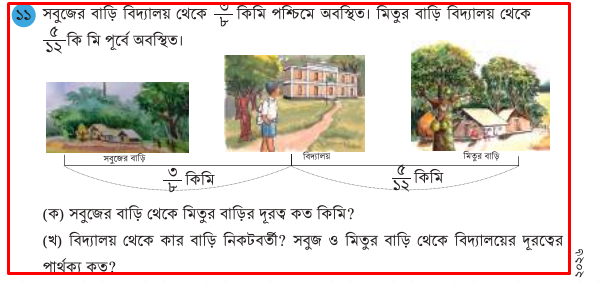 ১১ সবুজের বাড়ি বিদ্যালয় থেকে ৩/৮ কিমি পশ্চিমে অবস্থিত। মিতুর বাড়ি বিদ্যালয় থেকে
৫/১২ কি মি পূর্বে অবস্থিত।
সবুজের বাড়ি বিদ্যালয় মিতুর বাড়ি
৩/৮ কিমি ৫/১২ কিমি
(ক) সবুজের বাড়ি থেকে মিতুর বাড়ির দূরত্ব কত কিমি?
(খ) বিদ্যালয় থেকে কার বাড়ি নিকটবর্তী? সবুজ ও মিতুর বাড়ি থেকে বিদ্যালয়ের দূরত্বের
পার্থক্য কত?
২০২৬